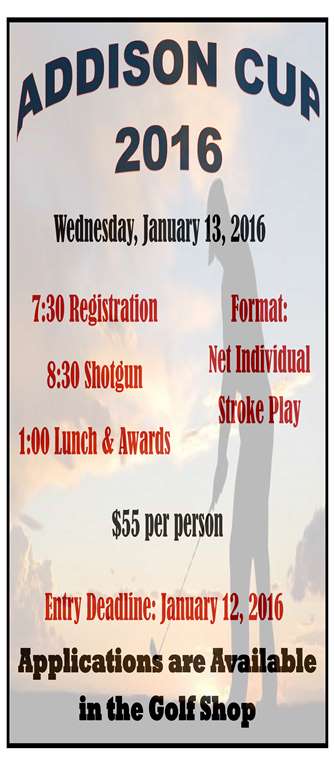 ADDISON CUP
2016
Wednesday, January 13, 2016
7:30 Registration
8:30 Shotgun
1:00 Lunch & Awards
Format:
Net Individual
Stroke Play
$55 per person
Entry Deadline: January 12, 2016
Applications are Available
in the Golf Shop